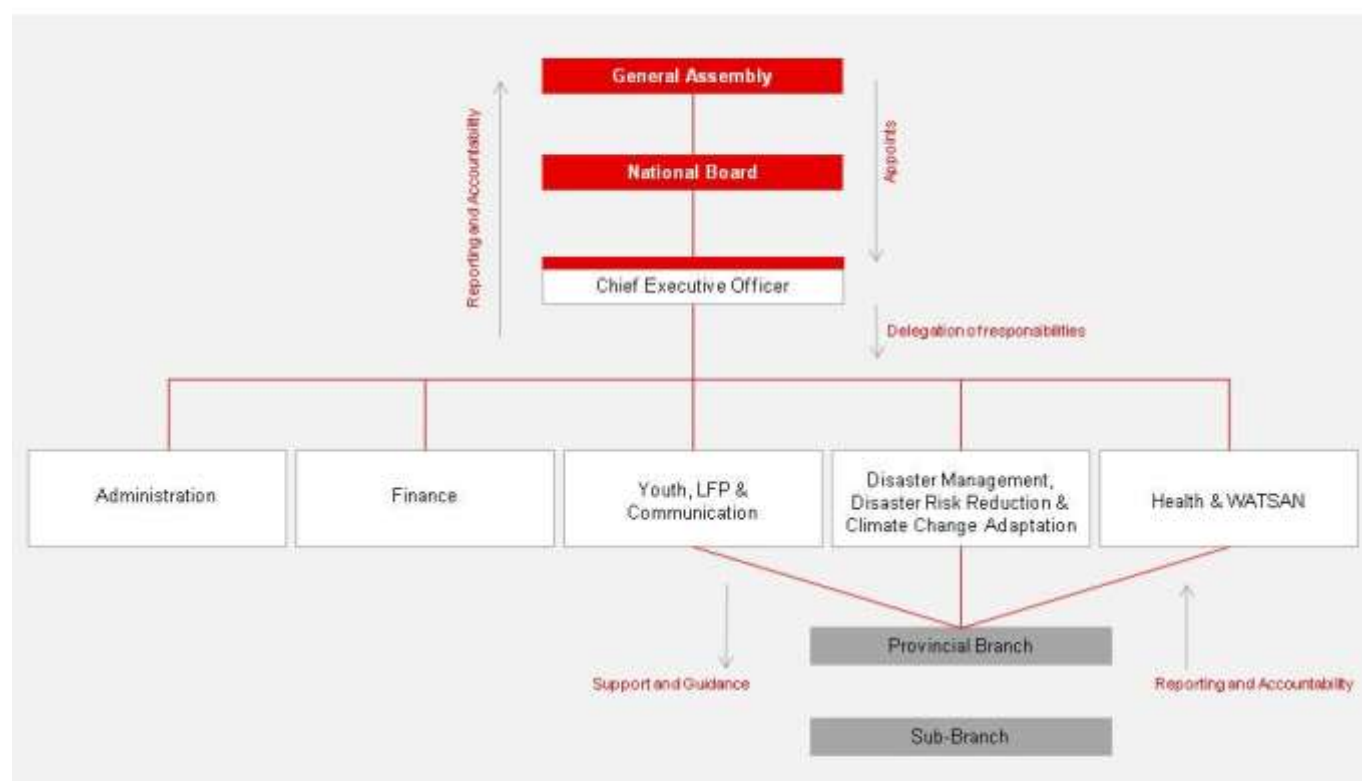 General Assembly
Reporting and Accountability
Appoints
National Board
Chief Executive Officer
Delegation of responsibilities
Administration
Finance
Youth, LFP &
Communication
Disaster Management,
Disaster Risk Reduction &
Climate Change Adaptation
Health & WATSAN
Provincial Branch
Support and Guidance
Reporting and Accountability
Sub-Branch